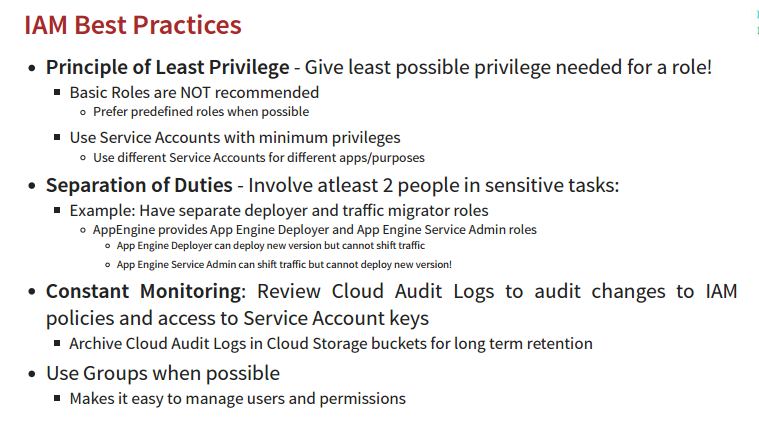 IAM Best Practices
• Principle of Least Privilege - Give least possible privilege needed for a role!
▪ Basic Roles are NOT recommended
∘ Prefer predefined roles when possible
▪ Use Service Accounts with minimum privileges
∘ Use different Service Accounts for different apps/purposes
• Separation of Duties - Involve atleast 2 people in sensitive tasks:
▪ Example: Have separate deployer and traffic migrator roles
∘ AppEngine provides App Engine Deployer and App Engine Service Admin roles
∘ App Engine Deployer can deploy new version but cannot shift traffic
∘ App Engine Service Admin can shift traffic but cannot deploy new version!
• Constant Monitoring: Review Cloud Audit Logs to audit changes to IAM
policies and access to Service Account keys
▪ Archive Cloud Audit Logs in Cloud Storage buckets for long term retention
• Use Groups when possible
▪ Makes it easy to manage users and permissions